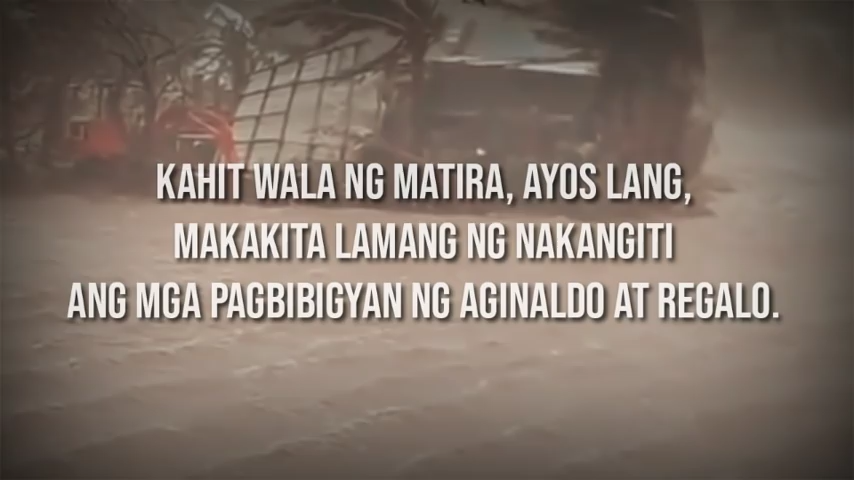 KAHIT WALA NG MATIRA, AYOS LANG,
MAKAKITA LAMANG NG NAKANGITI
ANG MGA PAGBIBIGYAN NG AGINALDO AT REGALO.